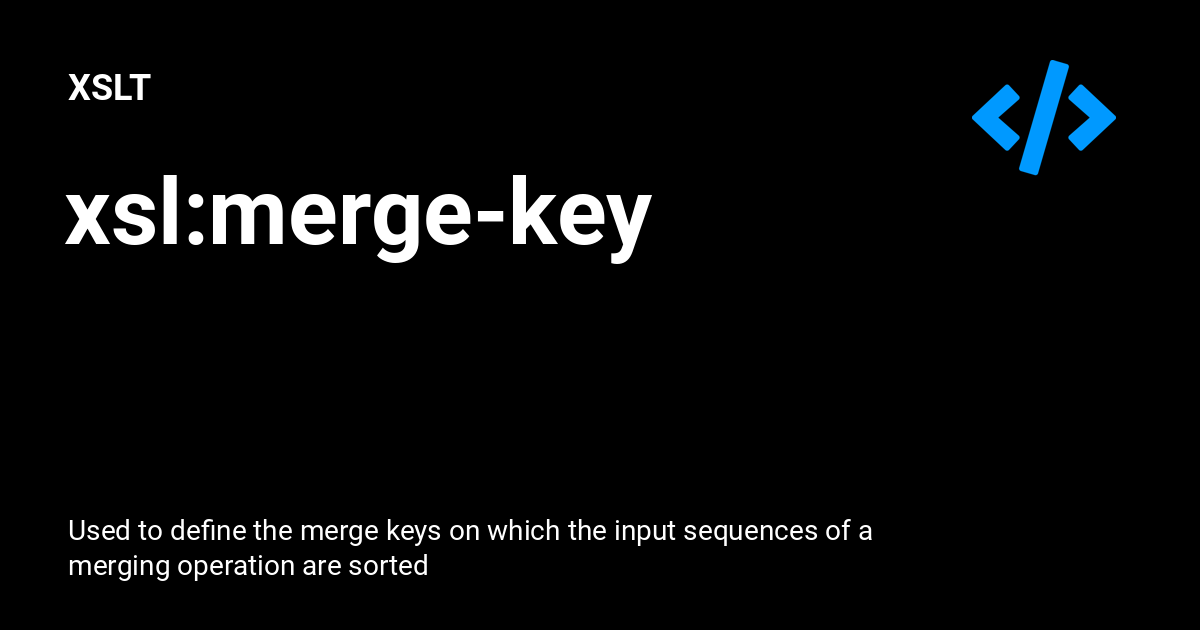 XSLT
xsl:merge-key
Used to define the merge keys on which the input sequences of a
merging operation are sorted